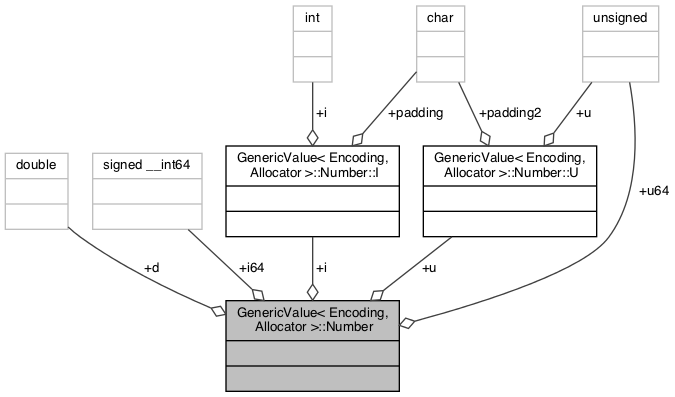 int
char
unsigned
+i
+padding
+padding2
+u
double
signed __int64
GenericValue< Encoding,
Allocator >::Number::I
GenericValue< Encoding,
Allocator >::Number::U
+u64
+d
+i64
+i
+u
GenericValue< Encoding,
Allocator >::Number